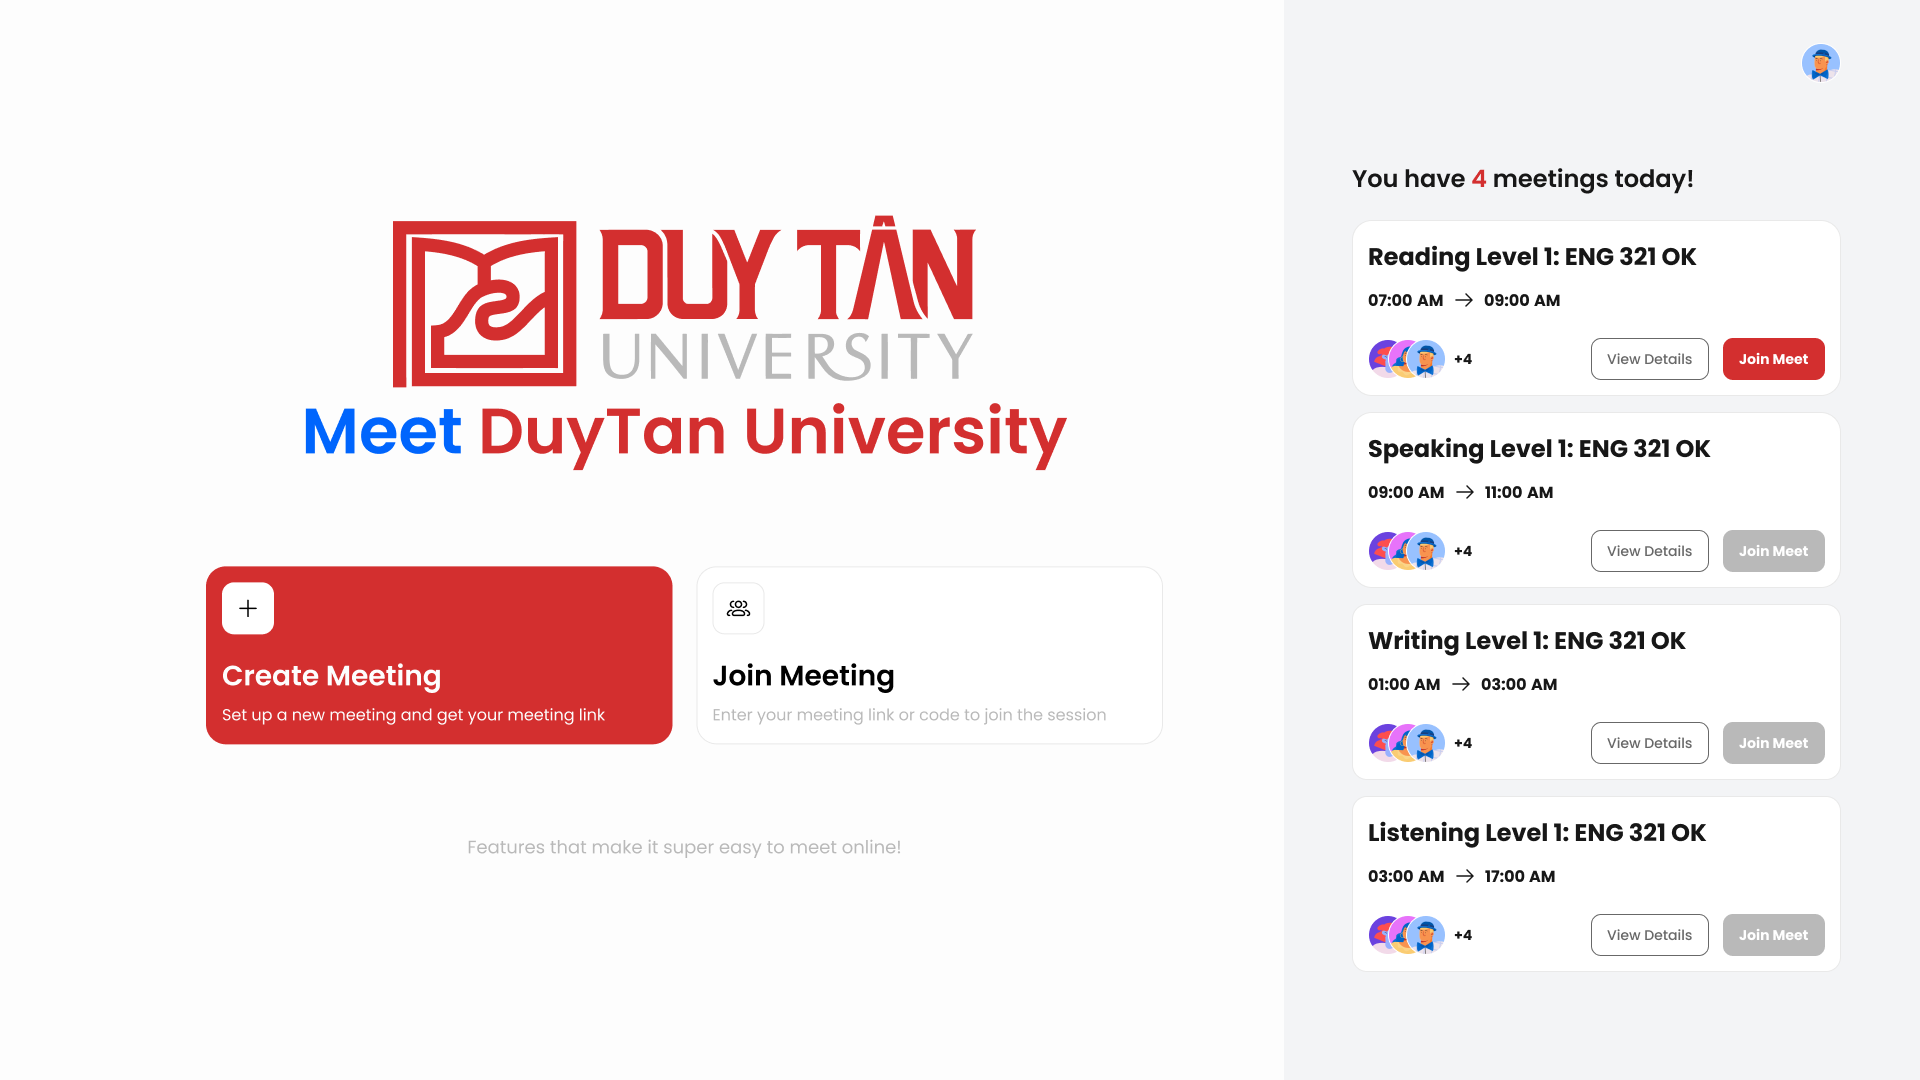 DUY TÂN
UNIVERSITY
Meet DuyTan University
Create Meeting
Set up a new meeting and get your meeting link
Join Meeting
Enter your meeting link or code to join the session
Features that make it super easy to meet online!
You have 4 meetings today!
Reading Level 1: ENG 321 OK
07:00 AM → 09:00 AM
+4 View Details Join Meet
Speaking Level 1: ENG 321 OK
09:00 AM → 11:00 AM
+4 View Details Join Meet
Writing Level 1: ENG 321 OK
01:00 AM → 03:00 AM
+4 View Details Join Meet
Listening Level 1: ENG 321 OK
03:00 AM → 17:00 AM
+4 View Details Join Meet